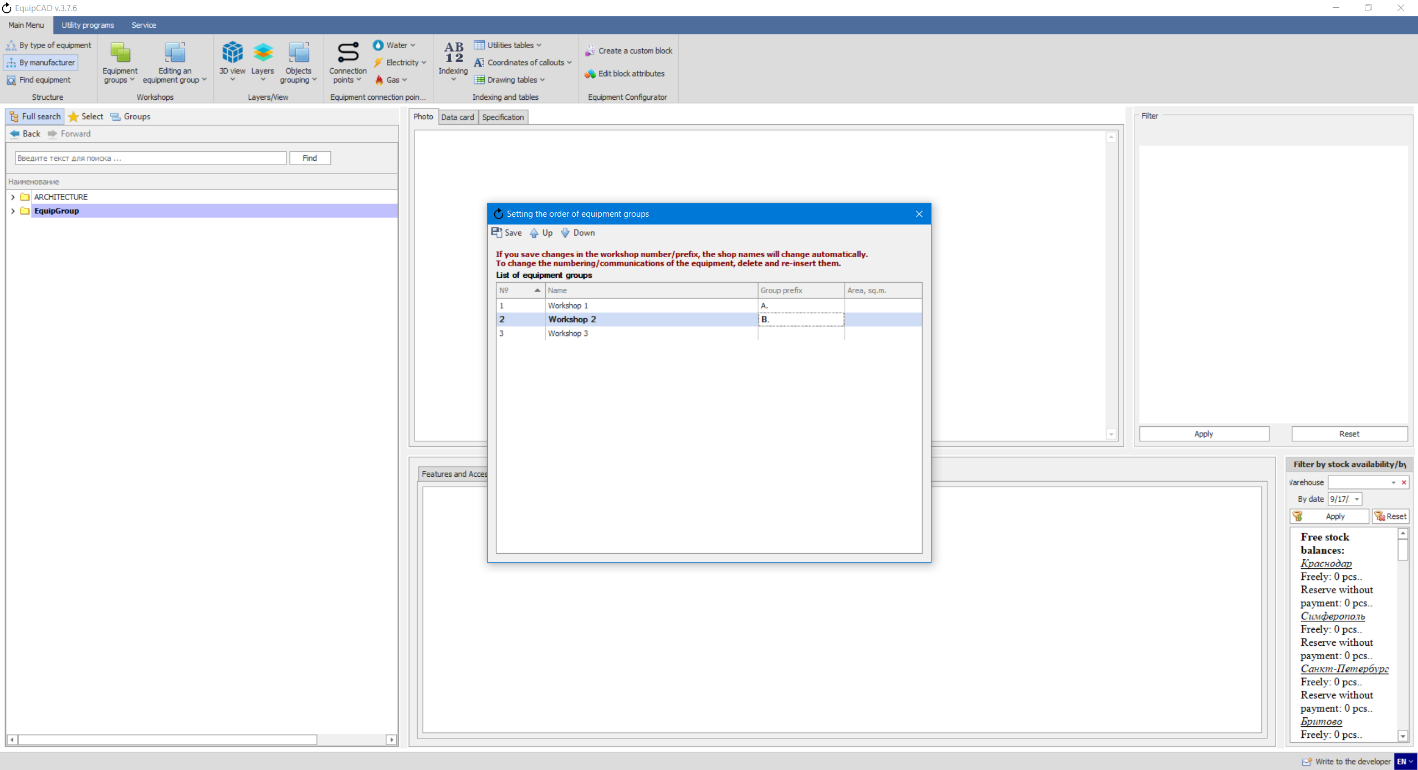 EquipCAD v.3.7.6
Main Menu Utility programs Service
By type of equipment
By manufacturer
Find equipment
Structure
Equipment groups
Editing an equipment group
Workshops
3D view
Layers
Objects grouping
Layers/View
Connection points
Water
Electricity
Gas
Equipment connection poin...
AB 12
Indexing
Utilities tables
A Coordinates of callouts
Drawing tables
Indexing and tables
Create a custom block
Edit block attributes
Equipment Configurator
Full search Select Groups
Back Forward
Введите текст для поиска ... Find
Наименование
ARCHITECTURE
EquipGroup
Photo Data card Specification
Filter
Apply Reset
Setting the order of equipment groups
Save Up Down
If you save changes in the workshop number/prefix, the shop names will change automatically.
To change the numbering/communications of the equipment, delete and re-insert them.
List of equipment groups
Nº Name Group prefix Area, sq.m.
1 Workshop 1 A.
2 Workshop 2 B.
3 Workshop 3
Features and Acces
Filter by stock availability/by
Warehouse
By date 9/17/
Apply Reset
Free stock
balances:
Краснодар
Freely: 0 pcs..
Reserve without
payment: 0 pcs..
Симферополь
Freely: 0 pcs..
Reserve without
payment: 0 pcs..
Санкт-Петербург
Freely: 0 pcs..
Reserve without
payment: 0 pcs..
Бритово
Freely: 0 pcs..
Write to the developer EN